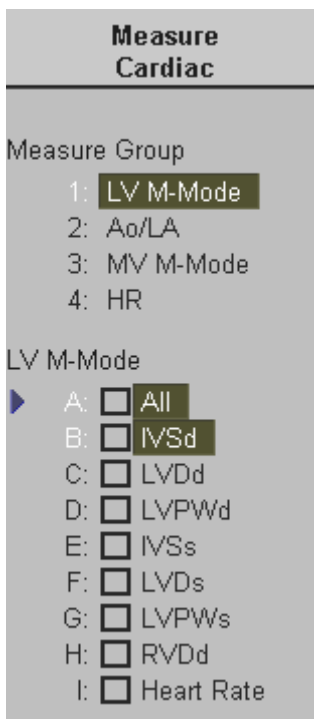 Measure
Cardiac
Measure Group
1: LV M-Mode
2: Ao/LA
3: MV M-Mode
4: HR
LV M-Mode
A: All
B: IVSd
C: LVDd
D: LVPWd
E: IVSs
F: LVDs
G: LVPWs
H: RVDd
I: Heart Rate